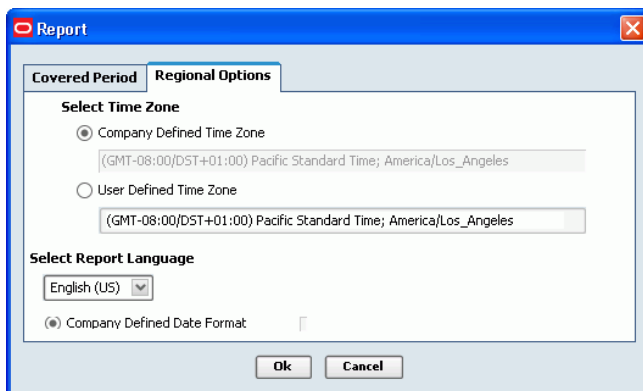 Report
Covered Period
Regional Options
Select Time Zone
Company Defined Time Zone
(GMT-08:00/DST+01:00) Pacific Standard Time; America/Los_Angeles
User Defined Time Zone
(GMT-08:00/DST+01:00) Pacific Standard Time; America/Los_Angeles
Select Report Language
English (US)
Company Defined Date Format
Ok
Cancel